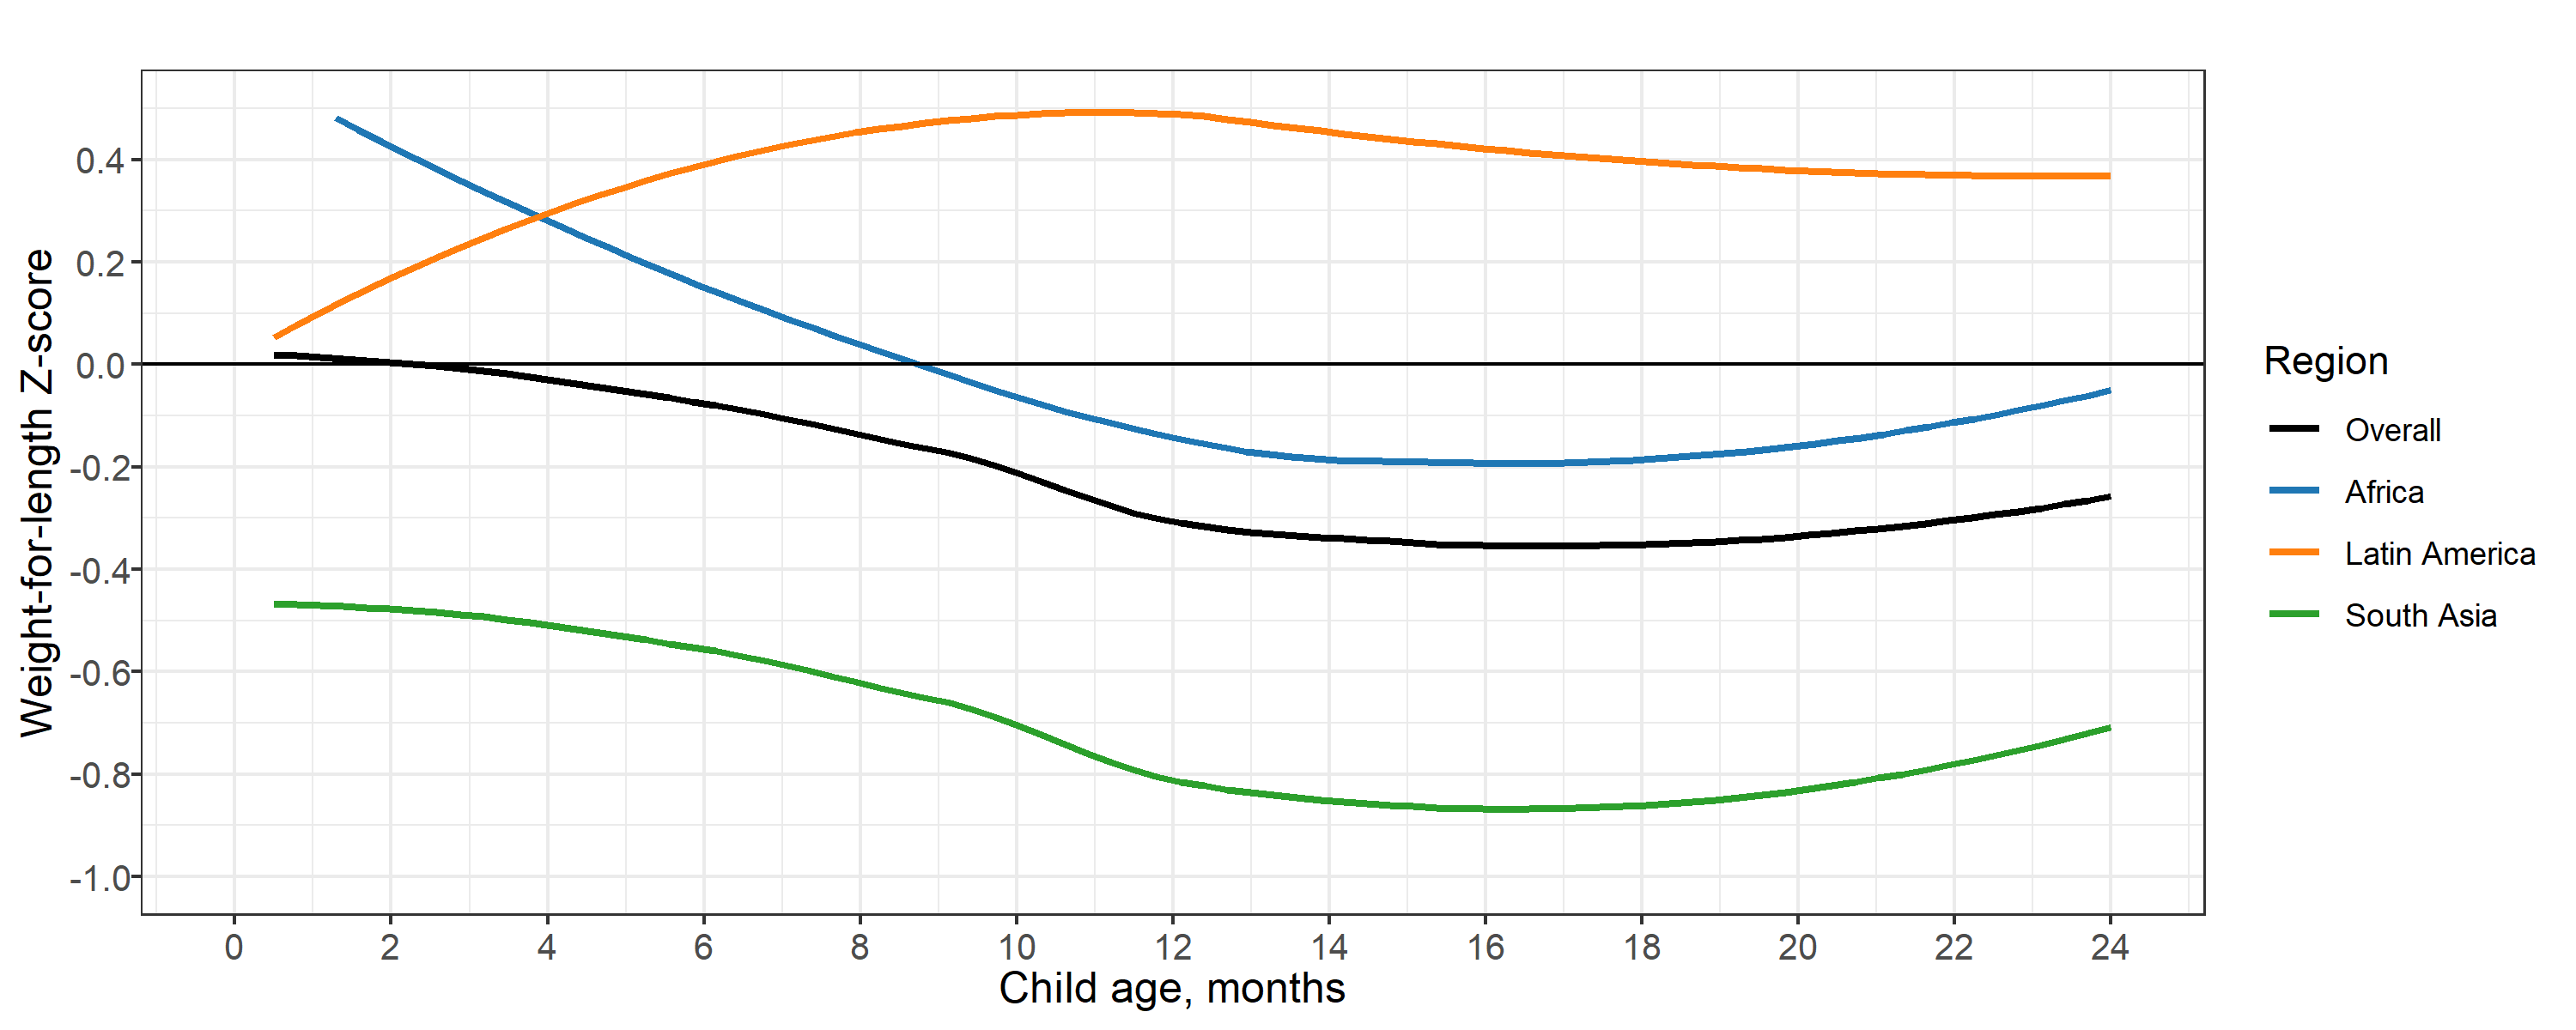 Weight-for-length Z-score
0.4
0.2
0.0
-0.2
-0.4
-0.6
-0.8
-1.0
0 2 4 6 8 10 12 14 16 18 20 22 24
Child age, months
Region
Overall
Africa
Latin America
South Asia